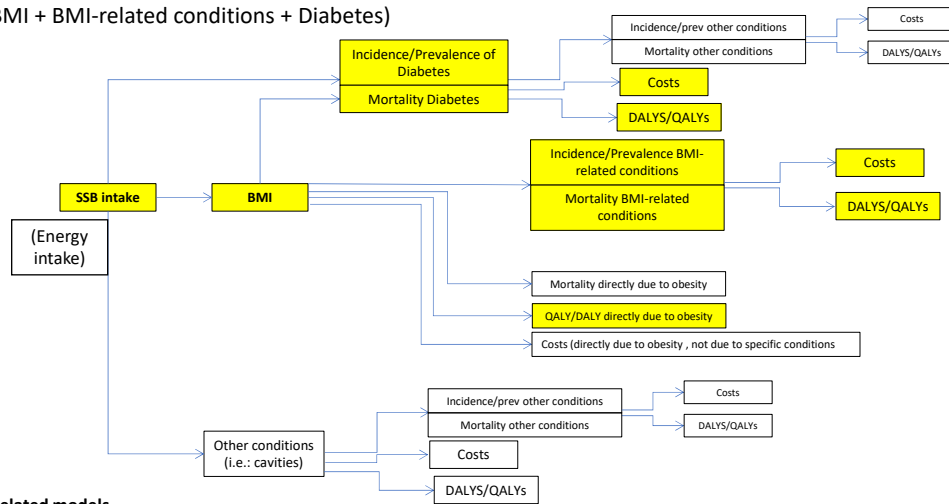 BMI + BMI-related conditions + Diabetes)
Incidence/prev other conditions
Mortality other conditions
Costs
DALYS/QALYs
Incidence/Prevalence of
Diabetes
Mortality Diabetes
Costs
DALYS/QALYs
Incidence/Prevalence BMI-
related conditions
Mortality BMI-related
conditions
Costs
DALYS/QALYs
SSB intake
BMI
(Energy
intake)
Mortality directly due to obesity
QALY/DALY directly due to obesity
Costs (directly due to obesity , not due to specific conditions
Incidence/prev other conditions
Mortality other conditions
Costs
DALYS/QALYs
Other conditions
(i.e.: cavities)
Costs
DALYS/QALYs